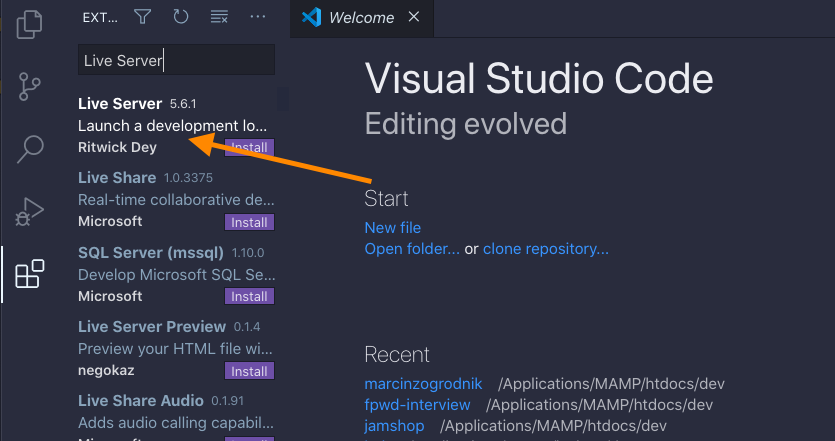 EXT...
Live Server
Live Server 5.6.1
Launch a development lo...
Ritwick Dey Install
Live Share 1.0.3375
Real-time collaborative de...
Microsoft Install
SQL Server (mssql) 1.10.0
Develop Microsoft SQL Se...
Microsoft Install
Live Server Preview 0.1.4
Preview your HTML file wi...
negokaz Install
Live Share Audio 0.1.91
Adds audio calling capabil...
Welcome
Visual Studio Code
Editing evolved
Start
New file
Open folder... or clone repository...
Recent
marcinzogrodnik /Applications/MAMP/htdocs/dev
fpwd-interview /Applications/MAMP/htdocs/dev
jamshop /Applications/MAMP/htdocs/dev